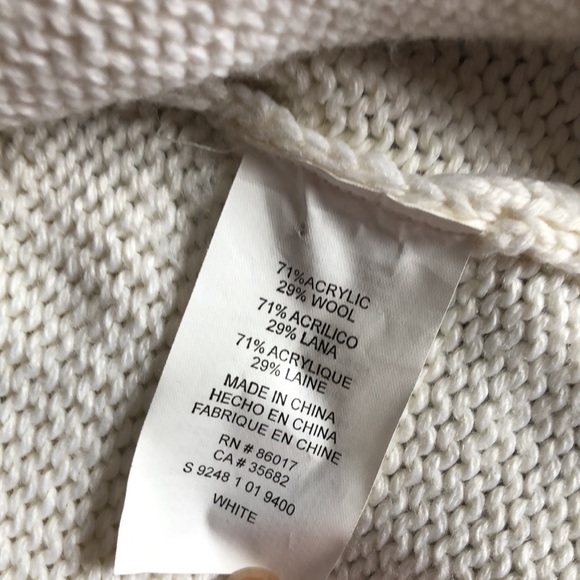 71%ACRYLIC
29% WOOL
71% ACRILICO
29% LANA
71% ACRYLIQUE
29% LAINE
MADE IN CHINA
HECHO EN CHINA
FABRIQUE EN CHINE
RN # 86017
CA # 35682
S 9248 1 01 9400
WHITE